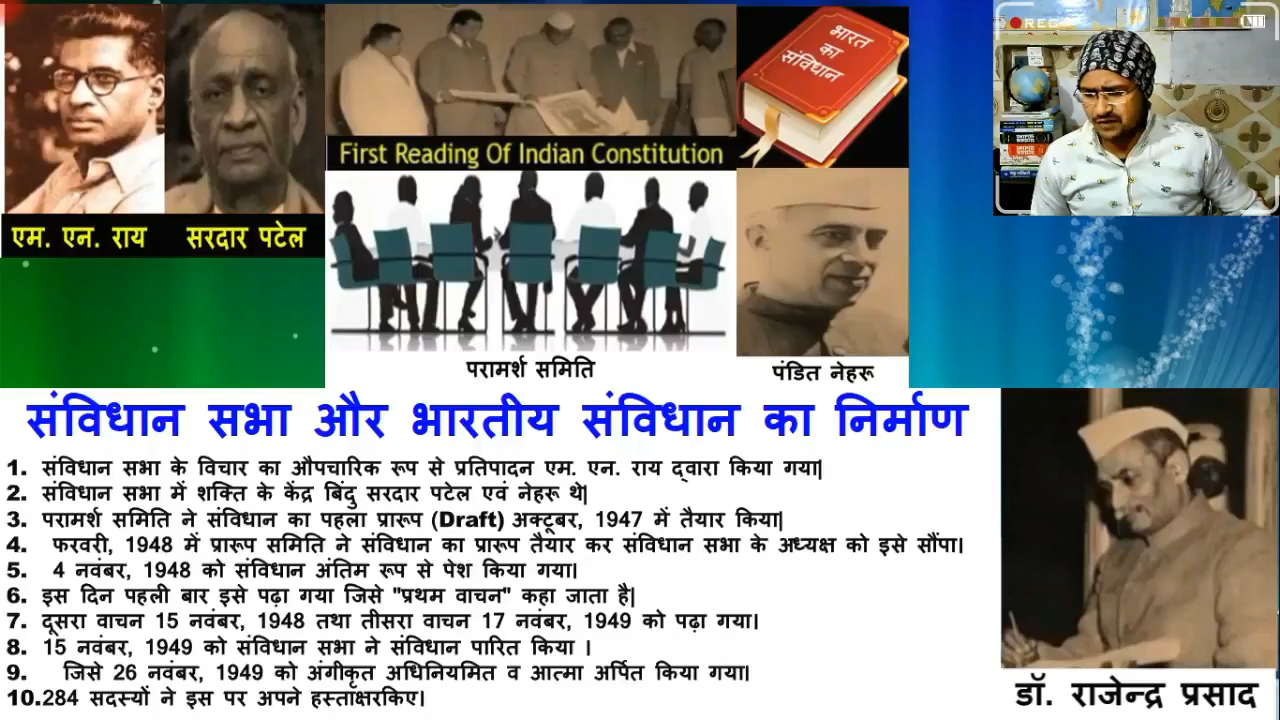 REC
भारत
का
संविधान
First Reading Of Indian Constitution
एम. एन. राय
सरदार पटेल
परामर्श समिति
पंडित नेहरू
संविधान सभा और भारतीय संविधान का निर्माण
1. संविधान सभा के विचार का औपचारिक रूप से प्रतिपादन एम. एन. राय द्वारा किया गया|
2. संविधान सभा में शक्ति के केंद्र बिंदु सरदार पटेल एवं नेहरू थे|
3. परामर्श समिति ने संविधान का पहला प्रारूप (Draft) अक्टूबर, 1947 में तैयार किया|
4. फरवरी, 1948 में प्रारूप समिति ने संविधान का प्रारूप तैयार कर संविधान सभा के अध्यक्ष को इसे सौंपा।
5. 4 नवंबर, 1948 को संविधान अंतिम रूप से पेश किया गया।
6. इस दिन पहली बार इसे पढ़ा गया जिसे "प्रथम वाचन" कहा जाता है|
7. दूसरा वाचन 15 नवंबर, 1948 तथा तीसरा वाचन 17 नवंबर, 1949 को पढ़ा गया।
8. 15 नवंबर, 1949 को संविधान सभा ने संविधान पारित किया ।
9. जिसे 26 नवंबर, 1949 को अंगीकृत अधिनियमित व आत्मा अर्पित किया गया।
10.284 सदस्यों ने इस पर अपने हस्ताक्षरकिए।
डॉ. राजेन्द्र प्रसाद